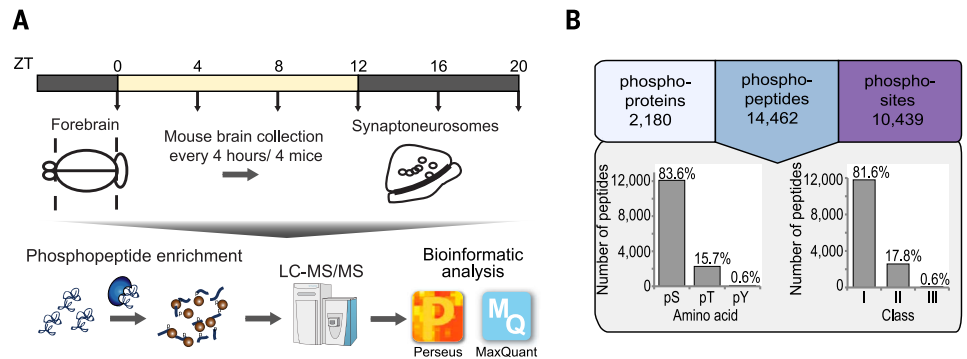 A
ZT 0 4 8 12 16 20
Forebrain
Mouse brain collection
every 4 hours/ 4 mice
Synaptoneurosomes
Phosphopeptide enrichment
LC-MS/MS
Bioinformatic
analysis
P
Perseus
M
Q
MaxQuant
B
phospho-
proteins
2,180
phospho-
peptides
14,462
phospho-
sites
10,439
Number of peptides
12,000
8,000
4,000
0
83.6%
15.7%
0.6%
pS pT pY
Amino acid
Number of peptides
12,000
8,000
4,000
0
81.6%
17.8%
0.6%
I II III
Class